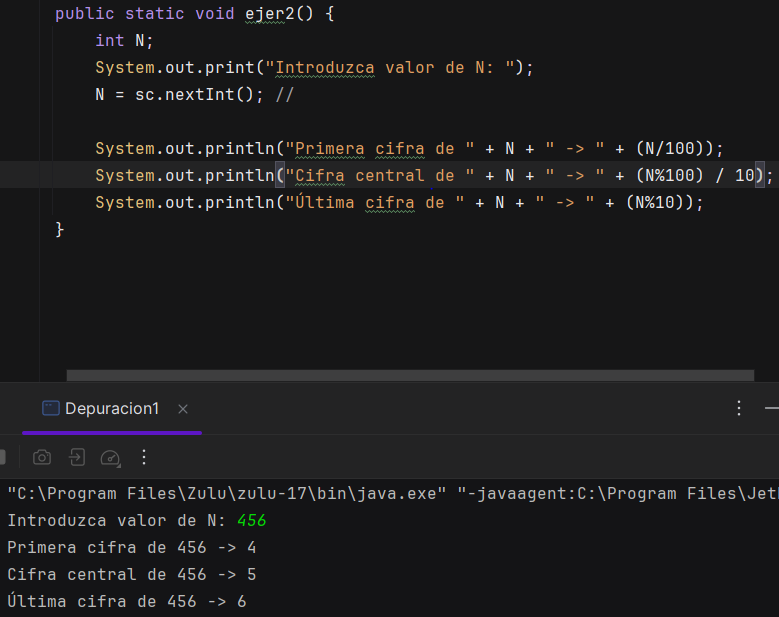 public static void ejer2() {
int N;
System.out.print("Introduzca valor de N: ");
N = sc.nextInt(); //
System.out.println("Primera cifra de " + N + " -> " + (N/100));
System.out.println("Cifra central de " + N + " -> " + (N%100) / 10);
System.out.println("Última cifra de " + N + " -> " + (N%10));
}
Depuracion1
"C:\Program Files\Zulu\zulu-17\bin\java.exe" "-javaagent:C:\Program Files\Jet
Introduzca valor de N: 456
Primera cifra de 456 -> 4
Cifra central de 456 -> 5
Última cifra de 456 -> 6